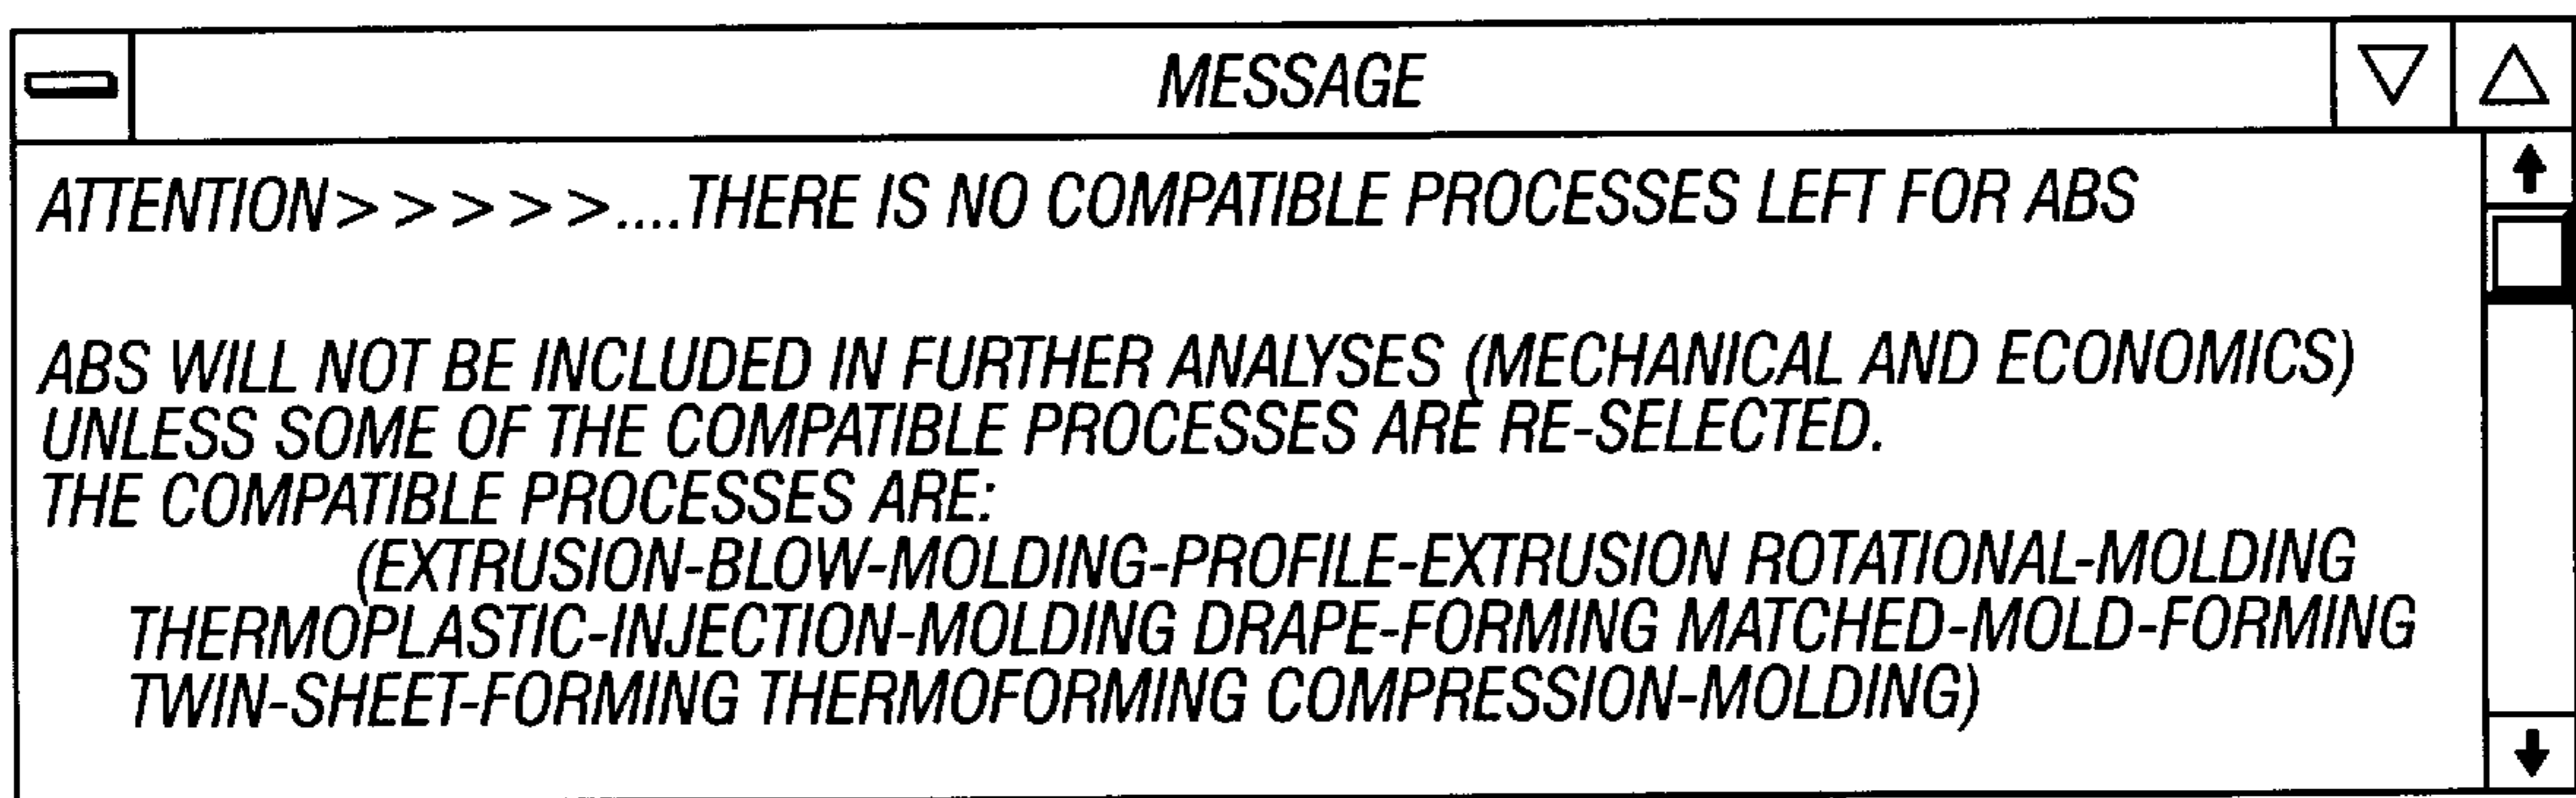 MESSAGE
ATTENTION>>>>>....THERE IS NO COMPATIBLE PROCESSES LEFT FOR ABS
ABS WILL NOT BE INCLUDED IN FURTHER ANALYSES (MECHANICAL AND ECONOMICS)
UNLESS SOME OF THE COMPATIBLE PROCESSES ARE RE-SELECTED.
THE COMPATIBLE PROCESSES ARE:
(EXTRUSION-BLOW-MOLDING-PROFILE-EXTRUSION ROTATIONAL-MOLDING
THERMOPLASTIC-INJECTION-MOLDING DRAPE-FORMING MATCHED-MOLD-FORMING
TWIN-SHEET-FORMING THERMOFORMING COMPRESSION-MOLDING)